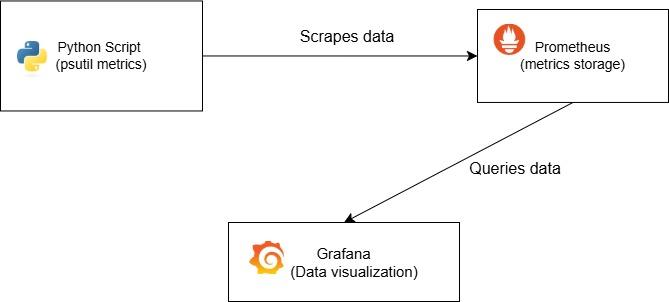 Python Script
(psutil metrics)
Scrapes data
Prometheus
(metrics storage)
Queries data
Grafana
(Data visualization)